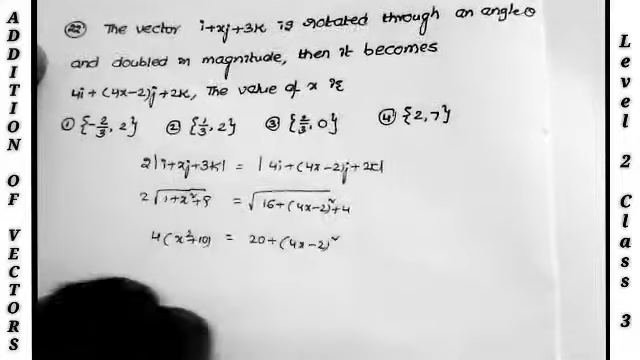 ADDITION OF VECTORS
22 The vector i+xj+3k is rotated through an angle θ
and doubled in magnitude, then it becomes
4i+(4x-2)j+2k, The value of x is
① {-2/3, 2} ② {1/3, 2} ③ {2/3, 0} ④ {2, 7}
2|i+xj+3k| = |4i+(4x-2)j+2k|
2√(1+x²+9) = √(16+(4x-2)²+4)
4(x²+10) = 20+(4x-2)²
Level 2 Class 3